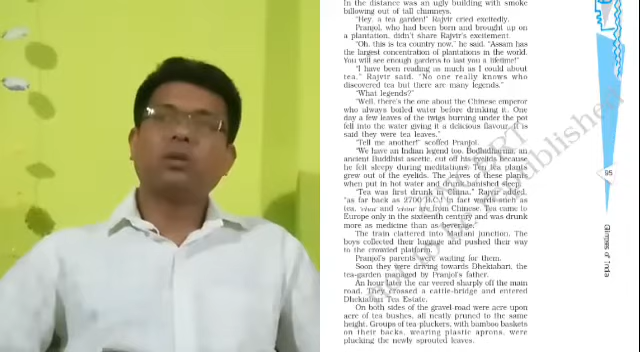 In the distance was an ugly building with smoke
billowing out of tall chimneys.
"Hey, a tea garden!" Rajvir cried excitedly.
Pranjol, who had been born and brought up on
a plantation, didn't share Rajvir's excitement.
"Oh, this is tea country now," he said. "Assam has
the largest concentration of plantations in the world.
You will see enough gardens to last you a lifetime!"
"I have been reading as much as I could about
tea," Rajvir said. "No one really knows who
discovered tea but there are many legends."
"What legends?"
"Well, there's the one about the Chinese emperor
who always boiled water before drinking it. One
day a few leaves of the twigs burning under the pot
fell into the water giving it a delicious flavour. It is
said they were tea leaves."
"Tell me another!" scoffed Pranjol.
"We have an Indian legend too. Bodhidharma, an
ancient Buddhist ascetic, cut off his eyelids because
he felt sleepy during meditations. Ten tea plants
grew out of the eyelids. The leaves of these plants
when put in hot water and drunk banished sleep.
"Tea was first drunk in China," Rajvir added,
"as far back as 2700 B.C.! In fact words such as
tea, 'chai' and 'chini' are from Chinese. Tea came to
Europe only in the sixteenth century and was drunk
more as medicine than as beverage."
The train clattered into Mariani junction. The
boys collected their luggage and pushed their way
to the crowded platform.
Pranjol's parents were waiting for them.
Soon they were driving towards Dhekiabari, the
tea-garden managed by Pranjol's father.
An hour later the car veered sharply off the main
road. They crossed a cattle-bridge and entered
Dhekiabari Tea Estate.
On both sides of the gravel-road were acre upon
acre of tea bushes, all neatly pruned to the same
height. Groups of tea-pluckers, with bamboo baskets
on their backs, wearing plastic aprons, were
plucking the newly sprouted leaves.
95
Glimpses of India